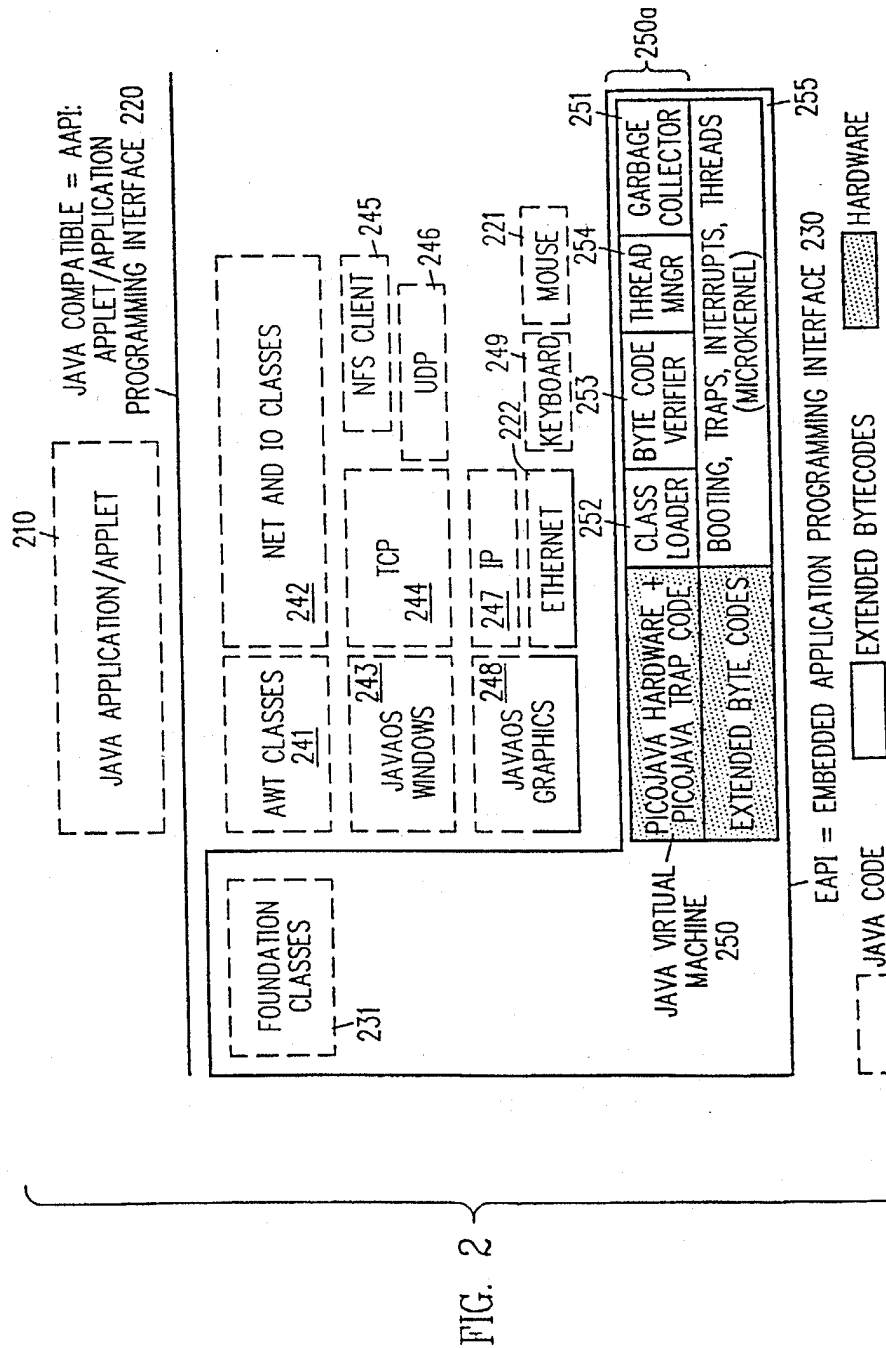 210
JAVA APPLICATION/APPLET
JAVA COMPATIBLE = AAPI:
APPLET/APPLICATION
PROGRAMMING INTERFACE 220
FOUNDATION
CLASSES
231
AWT CLASSES
241
NET AND IO CLASSES
242
JAVAOS
WINDOWS
243
TCP
244
NFS CLIENT
245
UDP
246
JAVAOS
GRAPHICS
248
247 IP
ETHERNET
222
KEYBOARD
249
MOUSE
221
JAVA VIRTUAL
MACHINE
250
PICOJAVA HARDWARE +
PICOJAVA TRAP CODE
EXTENDED BYTE CODES
252
CLASS
LOADER
253
BYTE CODE
VERIFIER
254
THREAD
MNGR
251
GARBAGE
COLLECTOR
250a
BOOTING, TRAPS, INTERRUPTS, THREADS
(MICROKERNEL)
255
EAPI = EMBEDDED APPLICATION PROGRAMMING INTERFACE 230
JAVA CODE
EXTENDED BYTECODES
HARDWARE
FIG. 2